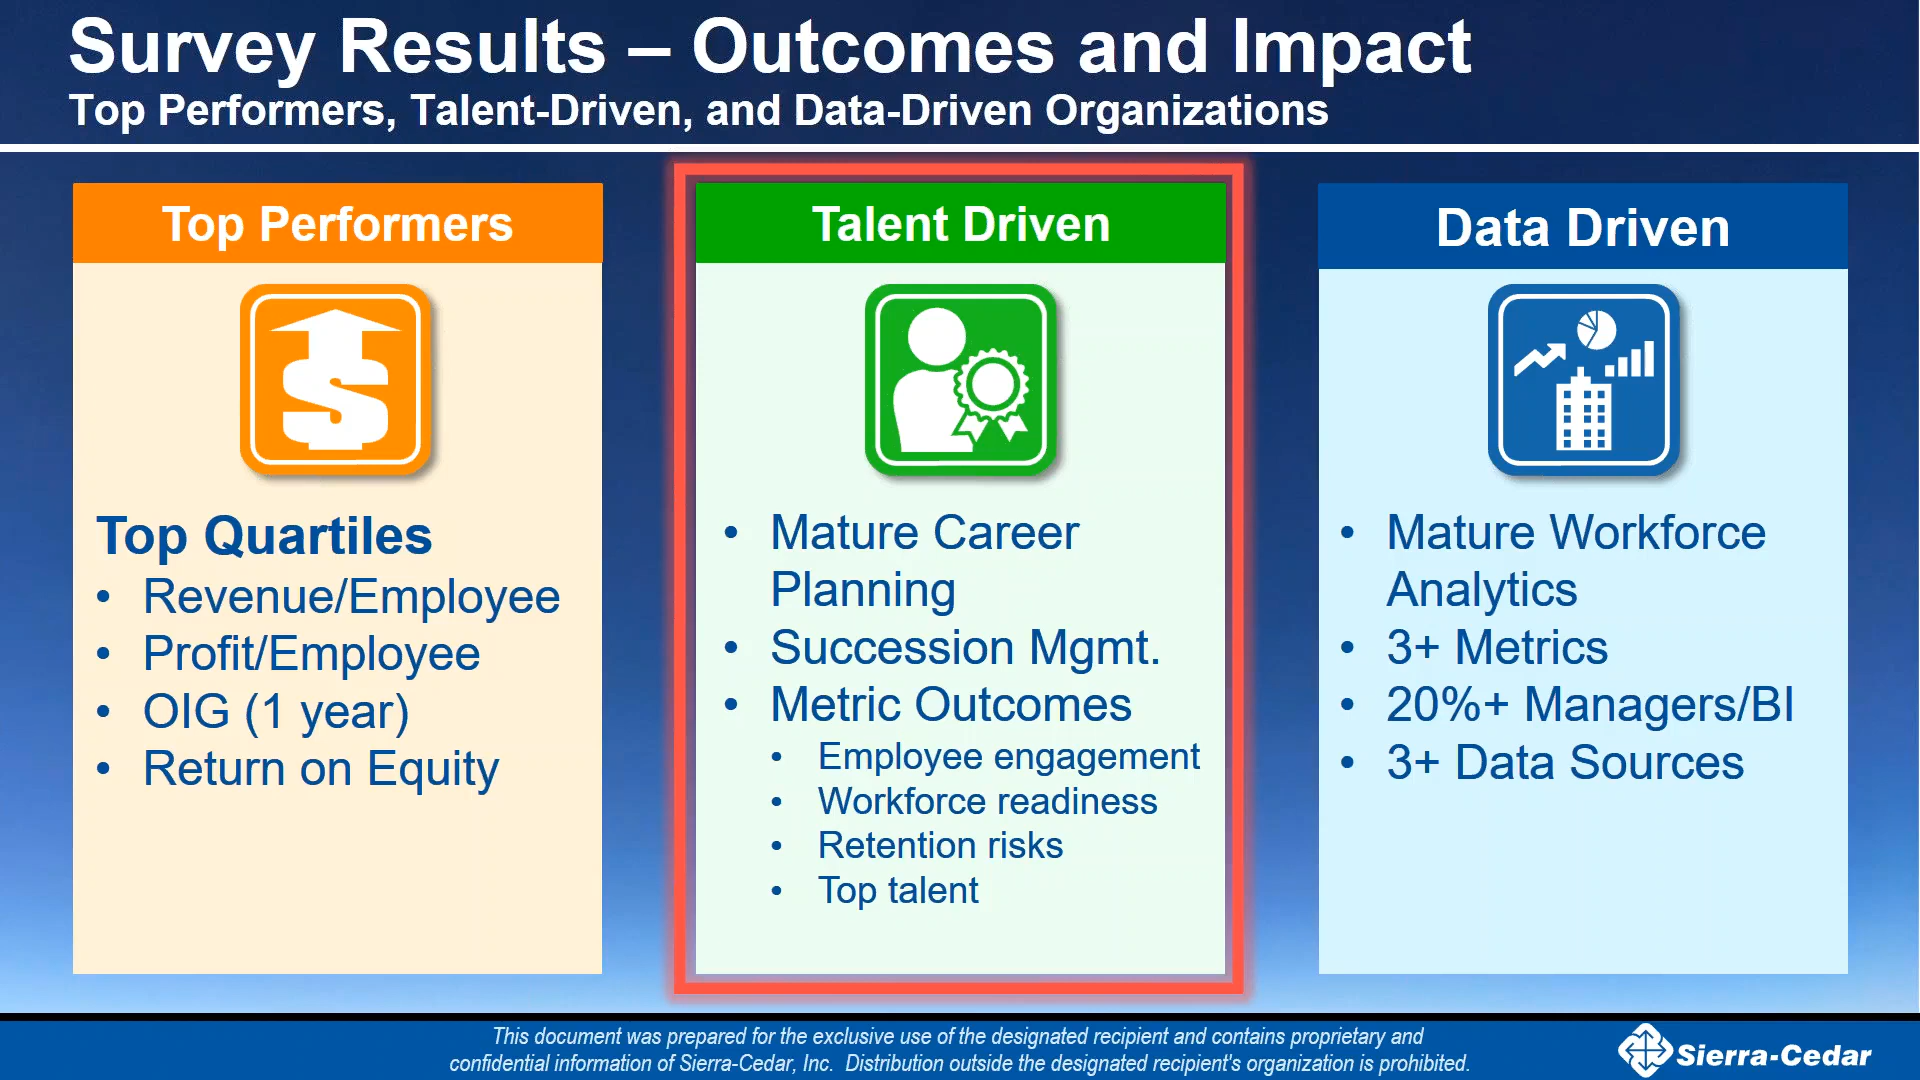 Survey Results – Outcomes and Impact
Top Performers, Talent-Driven, and Data-Driven Organizations
Top Performers
Top Quartiles
• Revenue/Employee
• Profit/Employee
• OIG (1 year)
• Return on Equity
Talent Driven
• Mature Career
Planning
• Succession Mgmt.
• Metric Outcomes
• Employee engagement
• Workforce readiness
• Retention risks
• Top talent
Data Driven
• Mature Workforce
Analytics
• 3+ Metrics
• 20%+ Managers/BI
• 3+ Data Sources
This document was prepared for the exclusive use of the designated recipient and contains proprietary and
confidential information of Sierra-Cedar, Inc. Distribution outside the designated recipient's organization is prohibited.
Sierra-Cedar